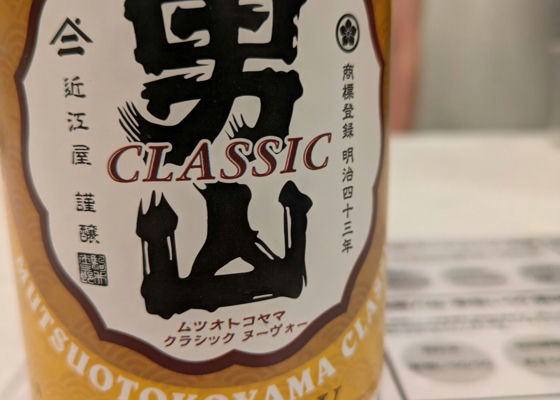 男山
CLASSIC
近江屋 謹醸
商標登録 明治四十三年
ムツオトコヤマ
クラシック ヌーヴォー
MUTSUOTOKOYAMA CLAS